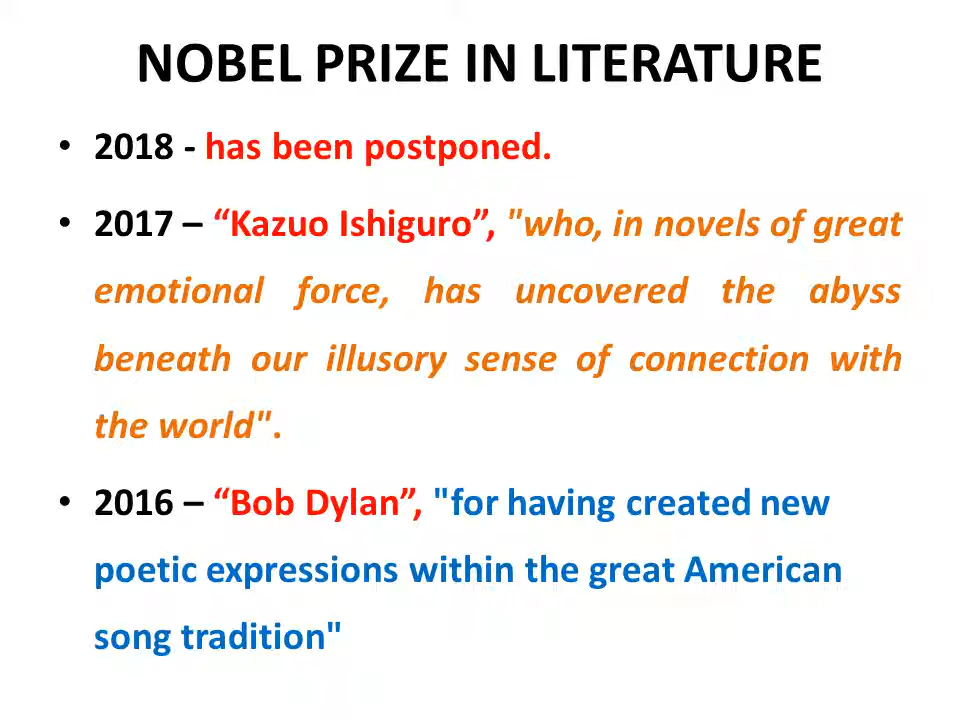 NOBEL PRIZE IN LITERATURE
• 2018 - has been postponed.
• 2017 – “Kazuo Ishiguro”, "who, in novels of great
emotional force, has uncovered the abyss
beneath our illusory sense of connection with
the world".
• 2016 – “Bob Dylan”, "for having created new
poetic expressions within the great American
song tradition"